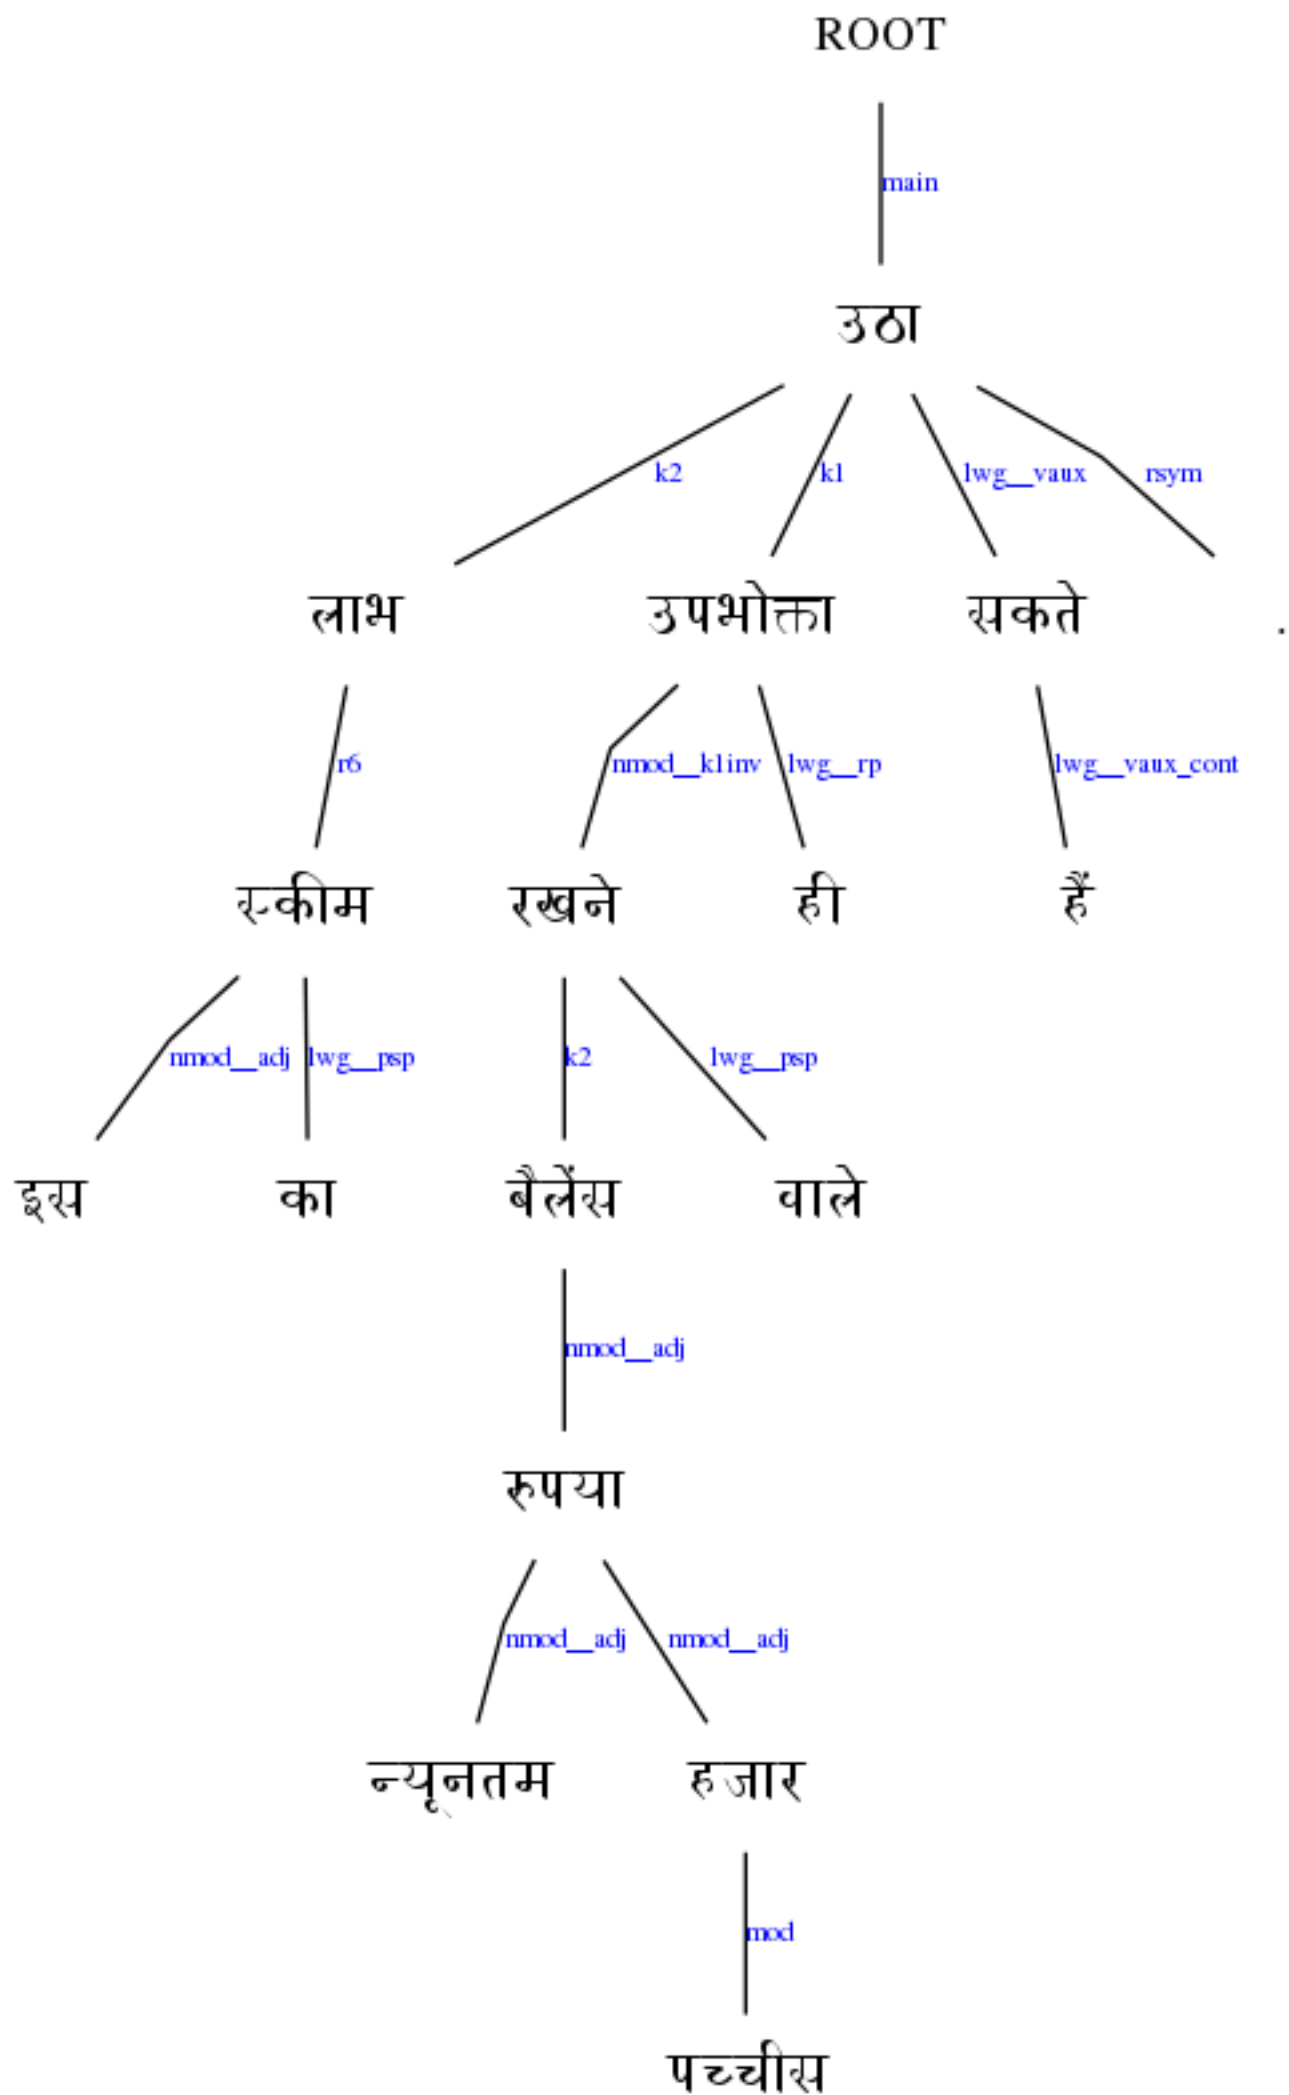 ROOT
main
उठा
k2 k1 lwg__vaux rsym
लाभ उपभोक्ता सकते .
r6 nmod__k1inv lwg__rp lwg__vaux_cont
स्कीम रखने ही हैं
nmod__adj lwg__psp k2 lwg__psp
इस का बैलेंस वाले
nmod__adj
रुपया
nmod__adj nmod__adj
न्यूनतम हजार
mod
पच्चीस